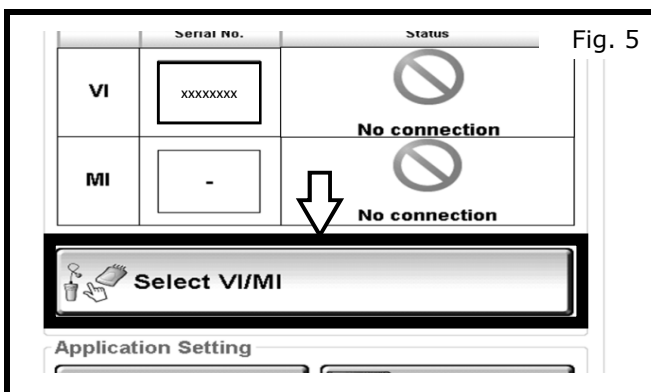 Fig. 5
Serial No. Status
VI xxxxxxxx No connection
MI - No connection
Select VI/MI
Application Setting